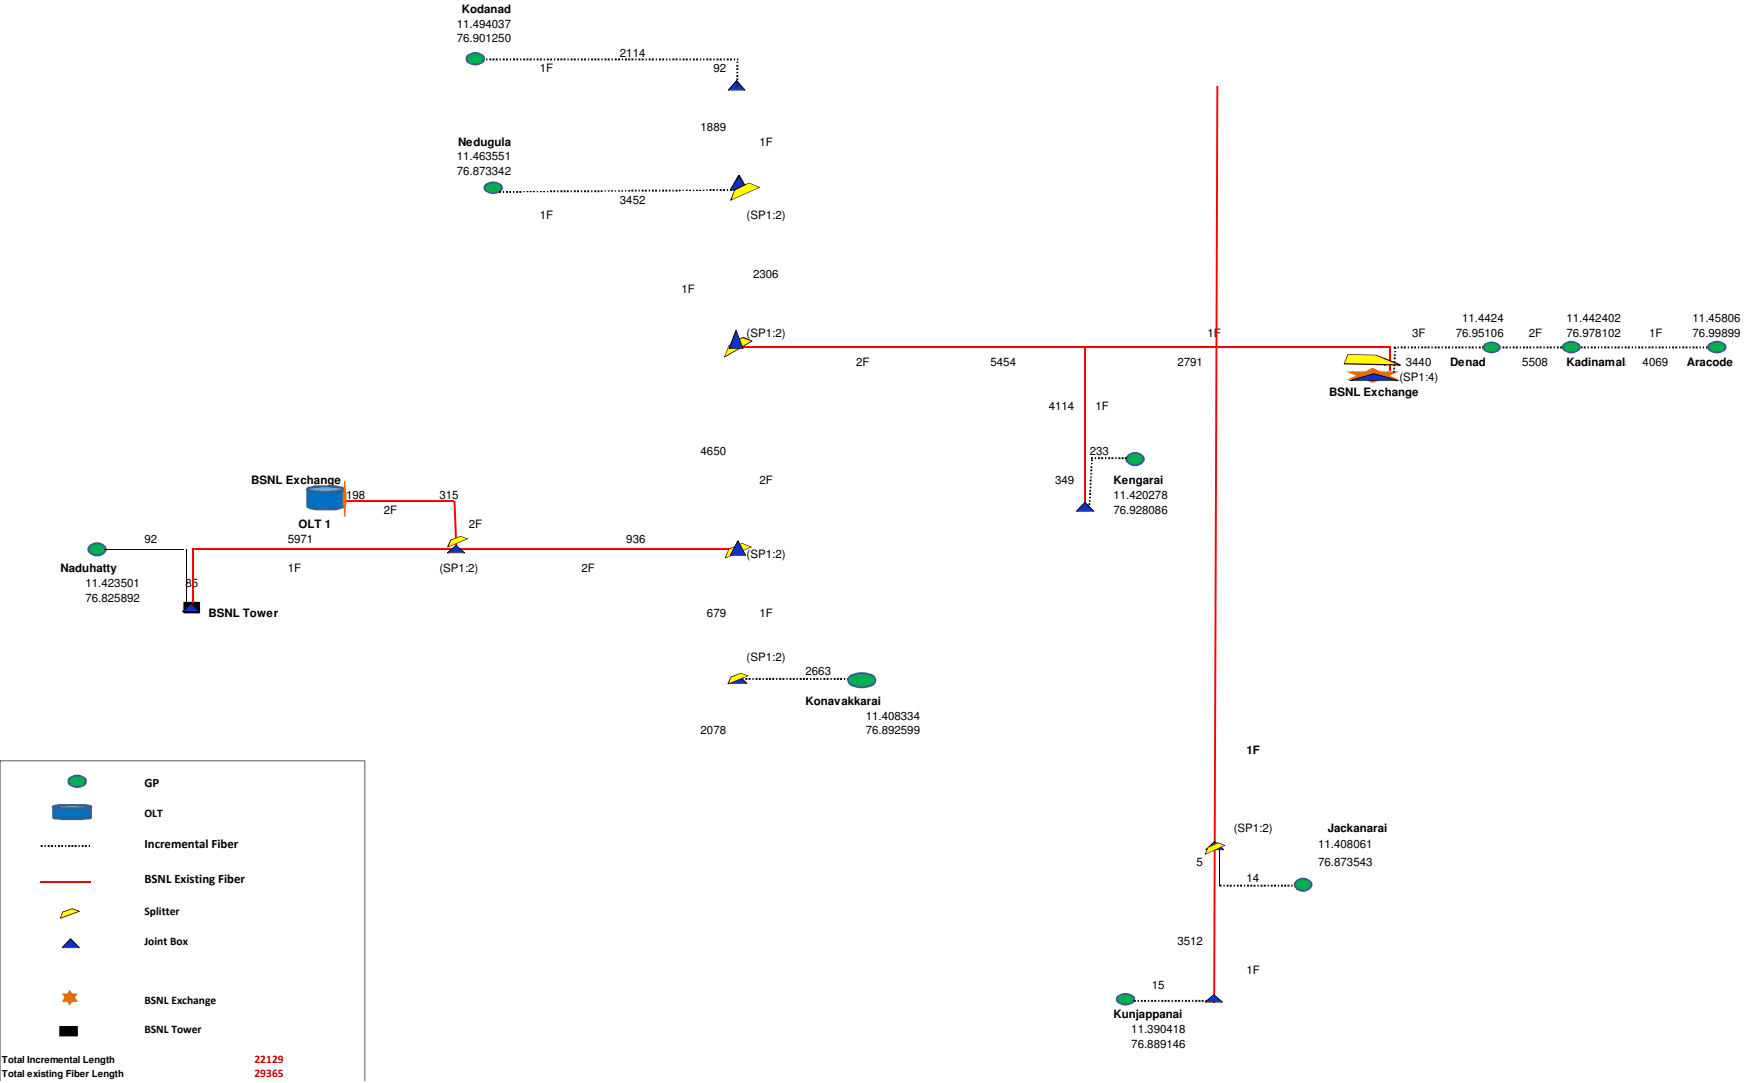 Kodanad
11.494037
76.901250
2114
1F
92
1889
1F
Nedugula
11.463551
76.873342
3452
1F
(SP1:2)
2306
1F
(SP1:2)
1F
2F
5454
2791
11.4424
11.442402
11.45806
3F
76.95106
2F
76.978102
1F
76.99899
3440
Denad
5508
Kadinamal
4069
Aracode
(SP1:4)
BSNL Exchange
4114
1F
233
349
Kengarai
11.420278
76.928086
4650
2F
BSNL Exchange
198
315
2F
OLT 1
2F
92
5971
936
(SP1:2)
Naduhatty
1F
(SP1:2)
2F
11.423501
85
76.825892
BSNL Tower
679
1F
(SP1:2)
2663
Konavakkarai
11.408334
76.892599
2078
1F
(SP1:2)
Jackanarai
11.408061
76.873543
5
14
3512
1F
15
Kunjappanai
11.390418
76.889146
GP
OLT
Incremental Fiber
BSNL Existing Fiber
Splitter
Joint Box
BSNL Exchange
BSNL Tower
Total Incremental Length 22129
Total existing Fiber Length 29365